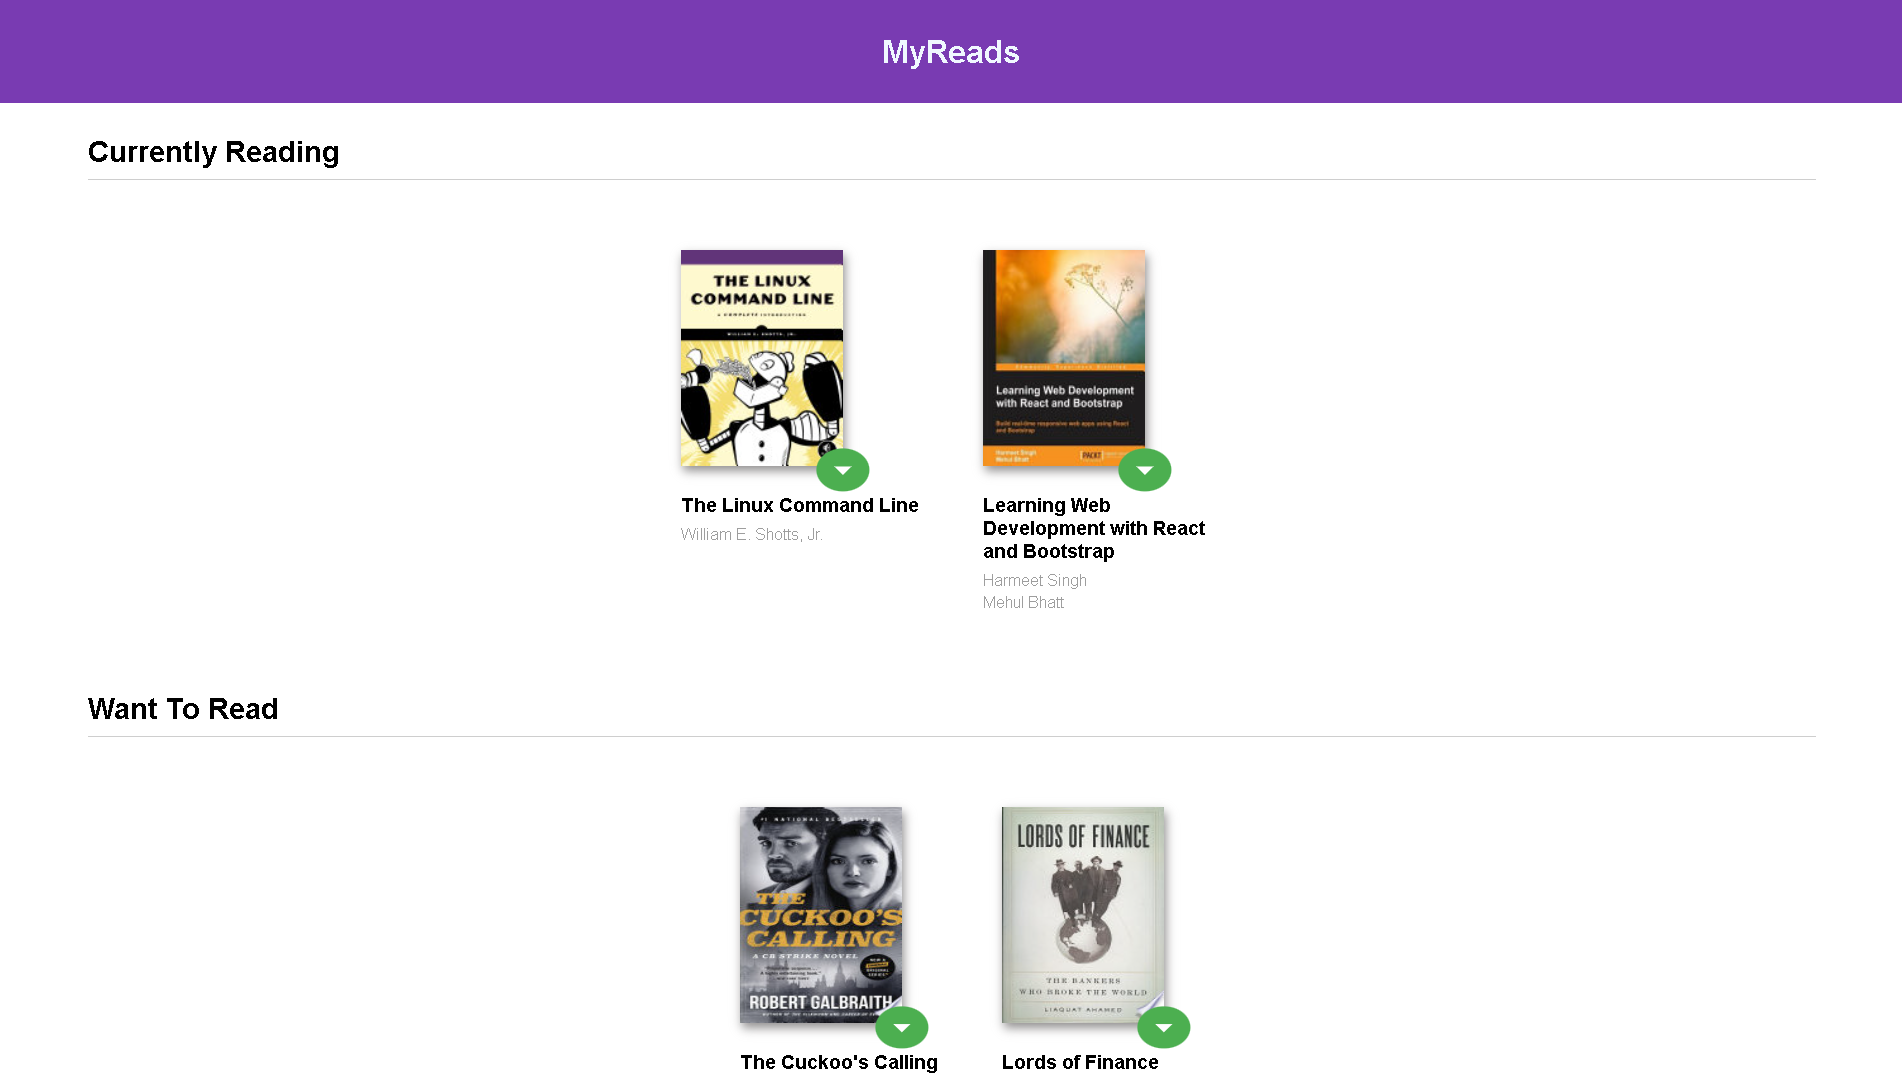 MyReads
Currently Reading
THE LINUX
COMMAND LINE
A COMPLETE INTRODUCTION
WILLIAM E. SHOTTS, JR.
Learning Web Development
with React and Bootstrap
Build real-time responsive web apps using React
and Bootstrap
Harmeet Singh
Mehul Bhatt
PACKT
The Linux Command Line
William E. Shotts, Jr.
Learning Web
Development with React
and Bootstrap
Harmeet Singh
Mehul Bhatt
Want To Read
#1 NATIONAL BESTSELLER
THE
CUCKOO'S
CALLING
A CB STRIKE NOVEL
ROBERT GALBRAITH
LORDS OF FINANCE
THE BANKERS
WHO BROKE THE WORLD
LIAQUAT AHAMED
The Cuckoo's Calling
Lords of Finance